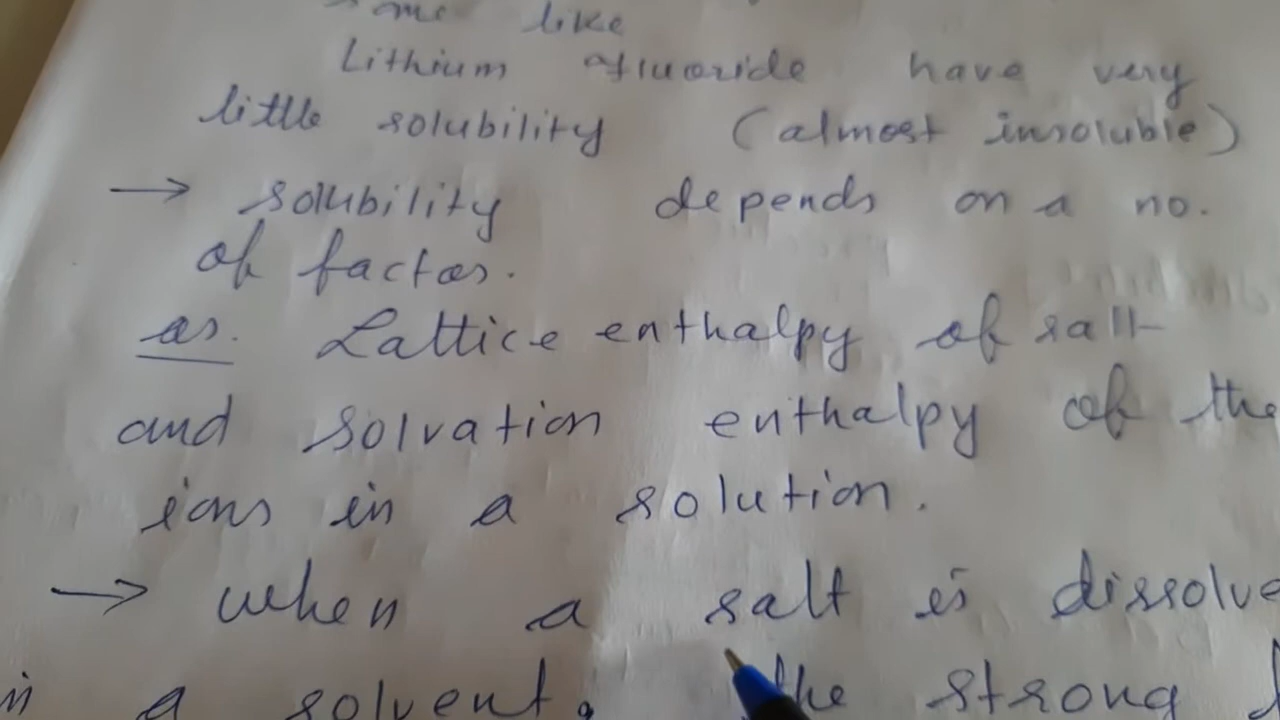 some like
Lithium fluoride have very
little solubility (almost insoluble)
→ solubility depends on a no.
of factors.
as. Lattice enthalpy of salt
and solvation enthalpy of the
ions in a solution.
→ when a salt is dissolve
in a solvent, the strong